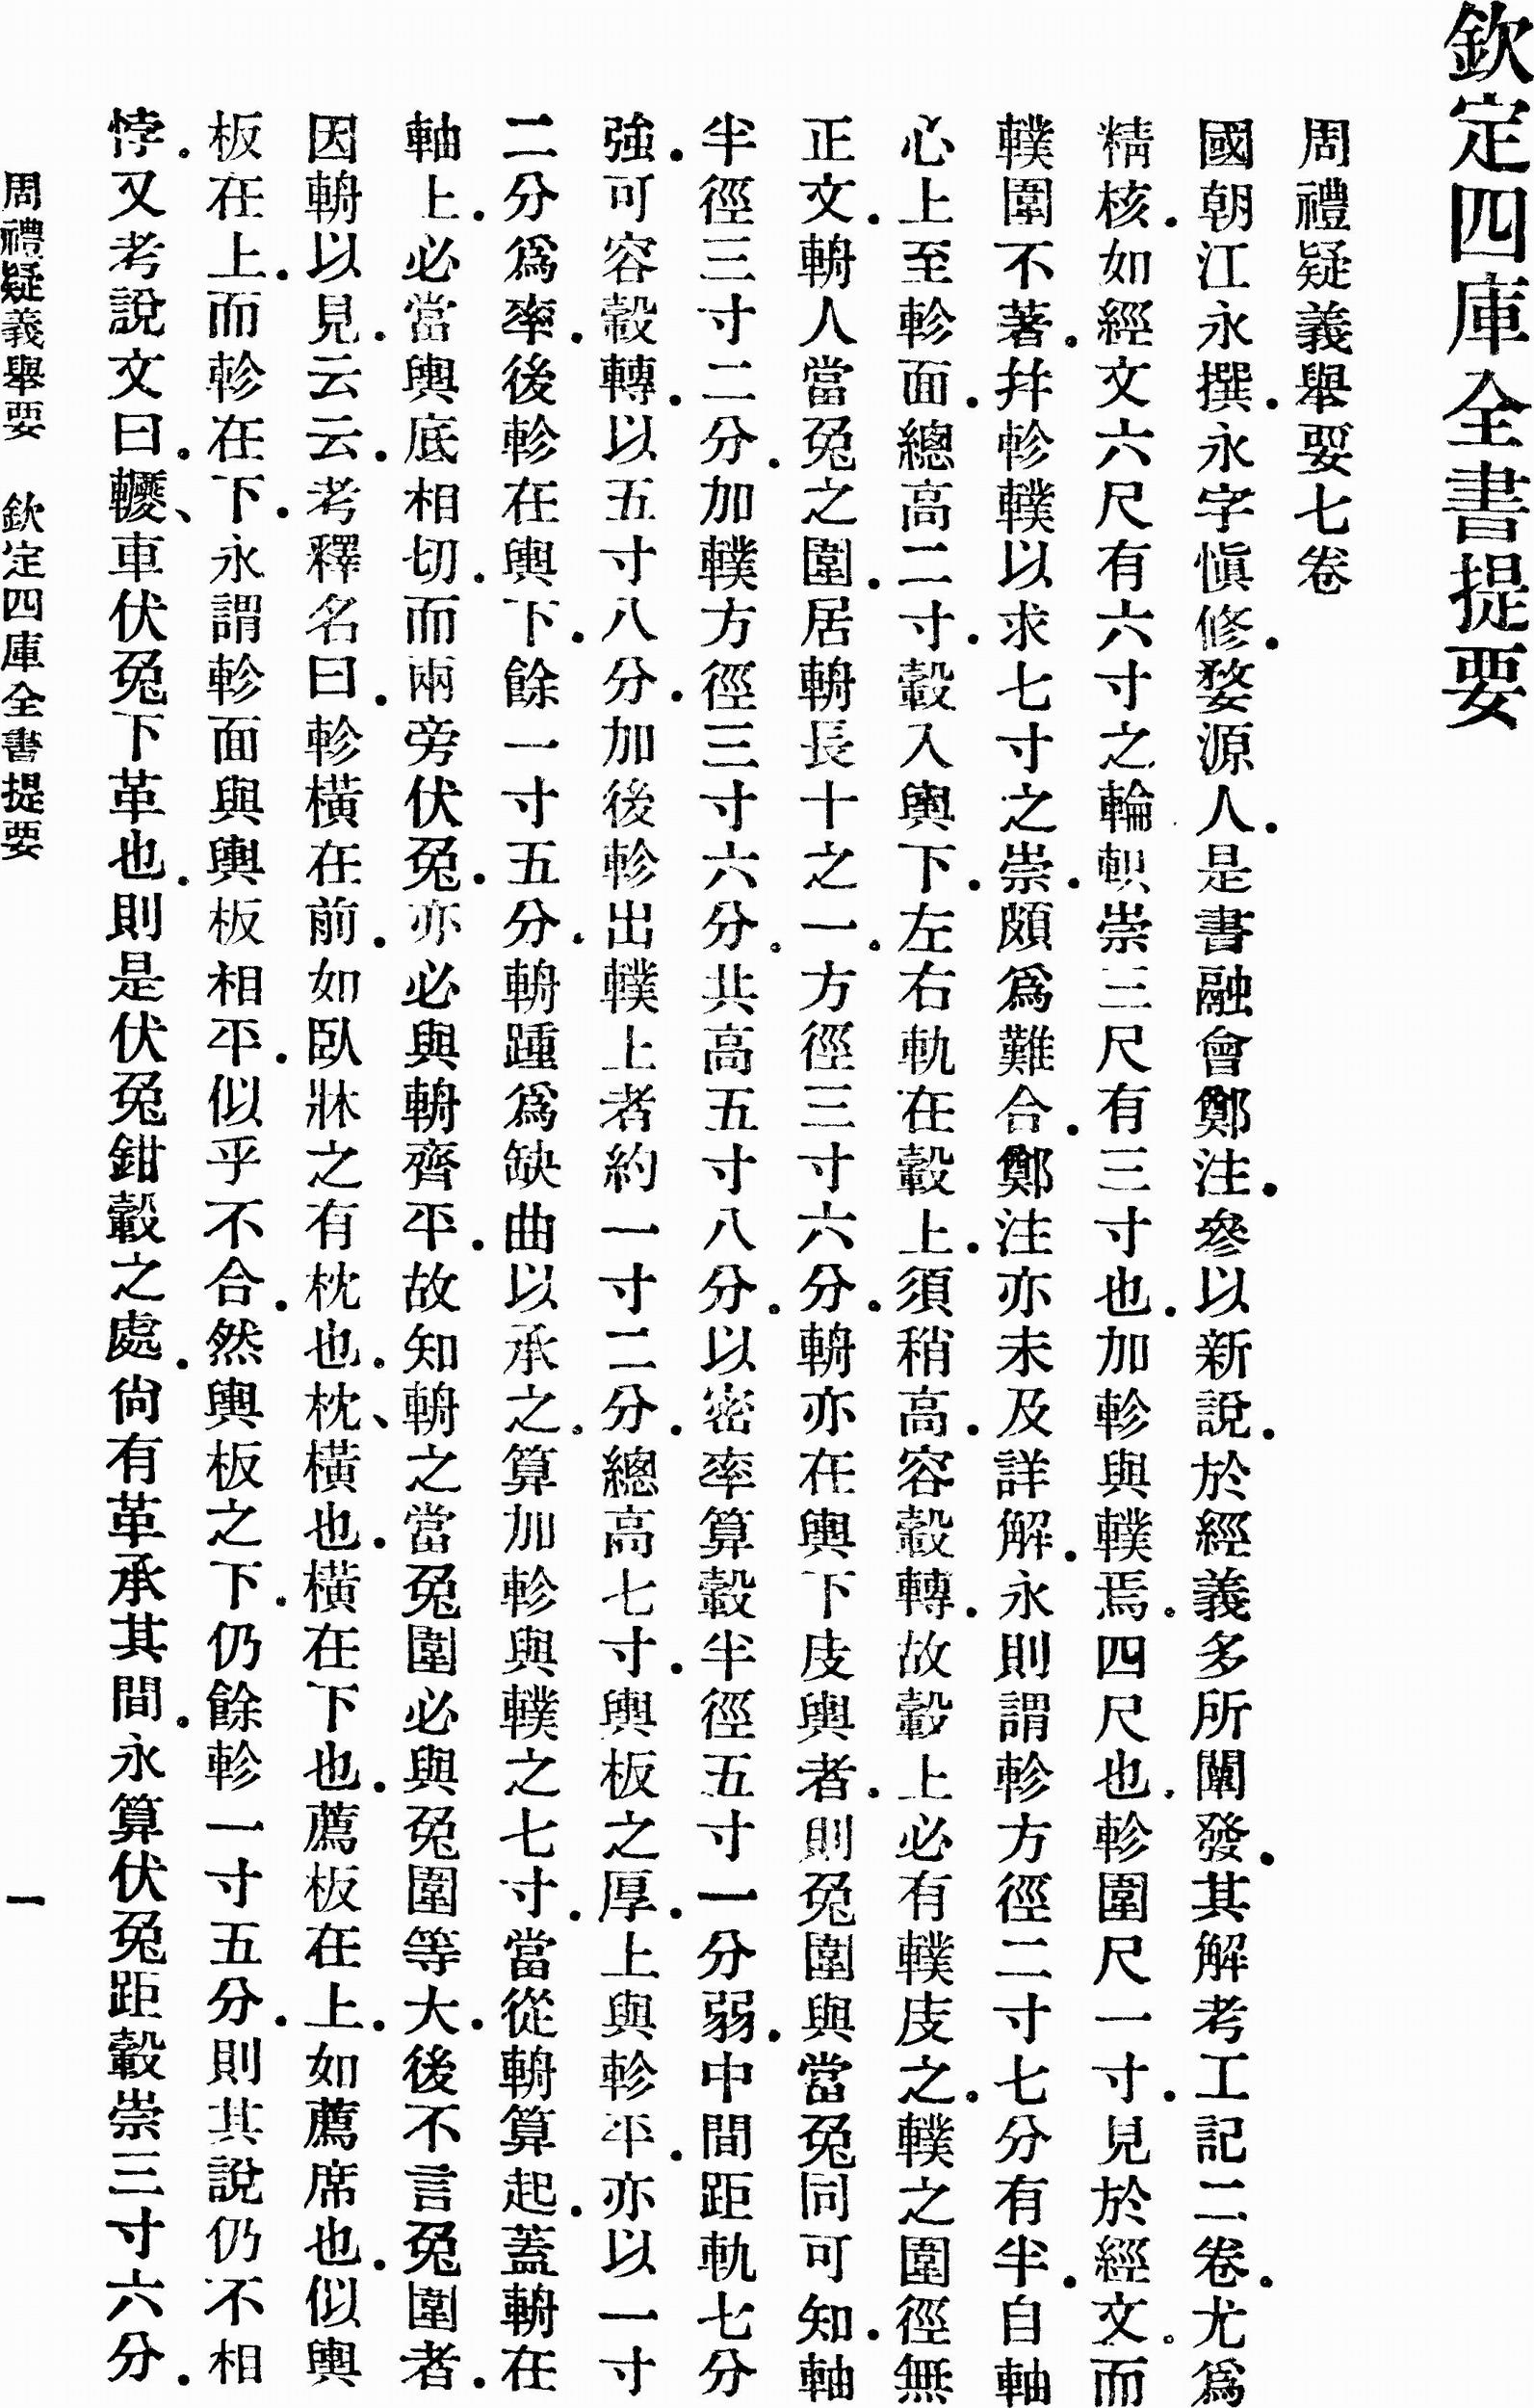 欽定四庫全書提要
周禮疑義舉要七卷
國朝江永撰.永字愼修.婺源人.是書融會鄭注.參以新說.於經義多所闡發.其解考工記二卷.尤爲
精核.如經文六尺有六寸之輪.軹崇三尺有三寸也.加軫與轐焉.四尺也.軫圍尺一寸.見於經文.而
轐圍不著.幷軫轐以求七寸之崇.頗爲難合.鄭注亦未及詳解.永則謂軫方徑二寸七分有半.自軸
心上至軫面.總高二寸.轂入輿下.左右軌在轂上.須稍高.容轂轉.故轂上必有轐庋之.轐之圍徑無
正文.輈人當兔之圍.居輈長十之一.方徑三寸六分.輈亦在輿下庋輿者.則兔圍與當兔同可知.軸
半徑三寸二分.加轐方徑三寸六分.共高五寸八分.以密率算轂半徑五寸一分弱.中間距軌七分
強.可容轂轉.以五寸八分.加後軫出轐上者約一寸二分.總高七寸.輿板之厚.上與軫平.亦以一寸
二分爲率.後軫在輿下.餘一寸五分.輈踵爲缺曲以承之.算加軫與轐之七寸.當從輈算起.蓋輈在
軸上.必當輿底相切.而兩旁伏兔.亦必與輈齊平.故知輈之當兔圍必與兔圍等大.後不言兔圍者.
因輈以見.云云.考釋名曰.軫橫在前.如臥牀之有枕也.枕、橫也.橫在下也.薦板在上.如薦席也.似輿
板在上.而軫在下.永謂軫面與輿板相平.似乎不合.然輿板之下.仍餘軫一寸五分.則其說仍不相
悖.又考說文曰.轐、車伏兔下革也.則是伏兔鉗轂之處.尙有革承其間.永算伏兔距轂崇三寸六分.
周禮疑義舉要 欽定四庫全書提要 一